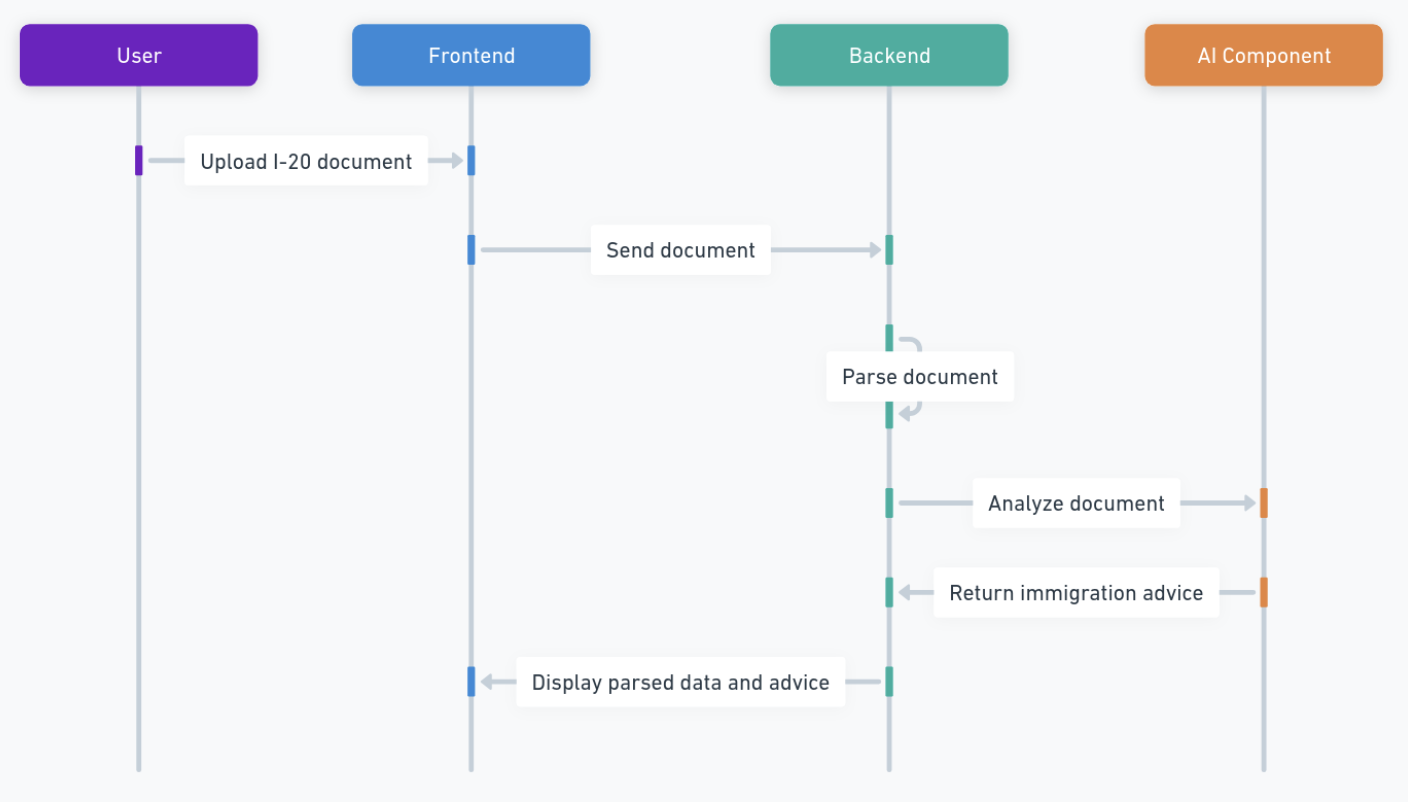 User
Frontend
Backend
AI Component
Upload I-20 document
Send document
Parse document
Analyze document
Return immigration advice
Display parsed data and advice